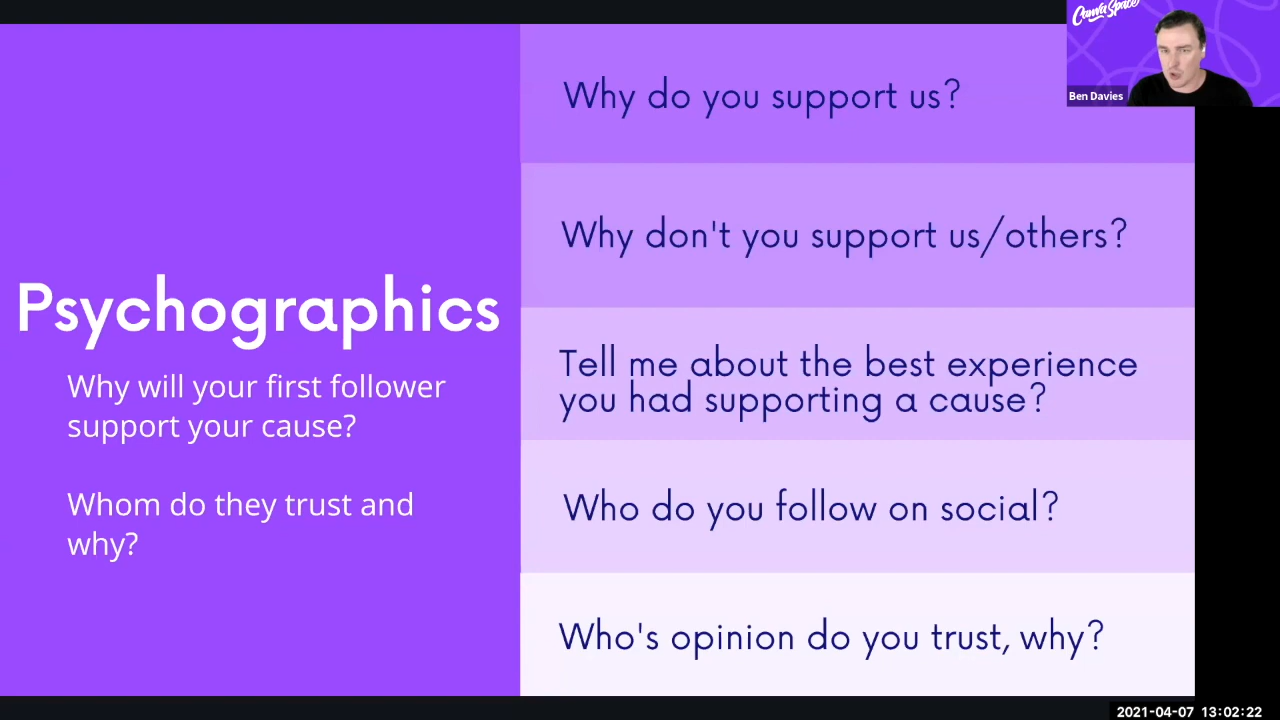 Canva Space
Ben Davies
Psychographics
Why will your first follower
support your cause?
Whom do they trust and
why?
Why do you support us?
Why don't you support us/others?
Tell me about the best experience
you had supporting a cause?
Who do you follow on social?
Who's opinion do you trust, why?
2021-04-07 13:02:22